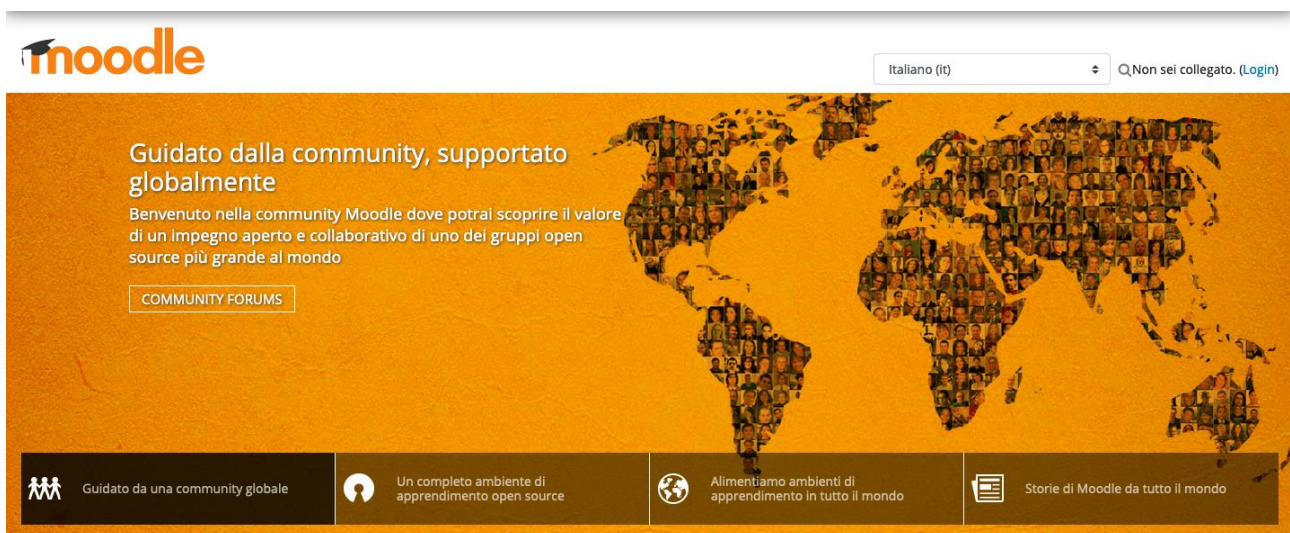 moodle
Italiano (it)
Non sei collegato. (Login)
Guidato dalla community, supportato
globalmente
Benvenuto nella community Moodle dove potrai scoprire il valore
di un impegno aperto e collaborativo di uno dei gruppi open
source più grande al mondo
COMMUNITY FORUMS
Guidato da una community globale
Un completo ambiente di
apprendimento open source
Alimentiamo ambienti di
apprendimento in tutto il mondo
Storie di Moodle da tutto il mondo